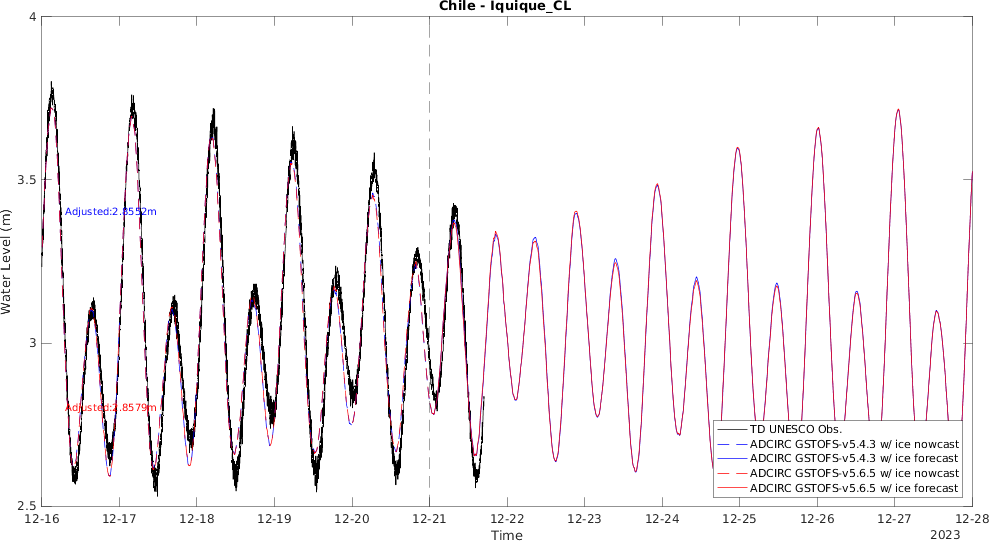 Chile - Iquique_CL
4
3.5
3
2.5
Water Level (m)
Adjusted:2.8552m
Adjusted:2.8579m
TD UNESCO Obs.
ADCIRC GSTOFS-v5.4.3 w/ ice nowcast
ADCIRC GSTOFS-v5.4.3 w/ ice forecast
ADCIRC GSTOFS-v5.6.5 w/ ice nowcast
ADCIRC GSTOFS-v5.6.5 w/ ice forecast
12-16 12-17 12-18 12-19 12-20 12-21 12-22 12-23 12-24 12-25 12-26 12-27 12-28
Time
2023